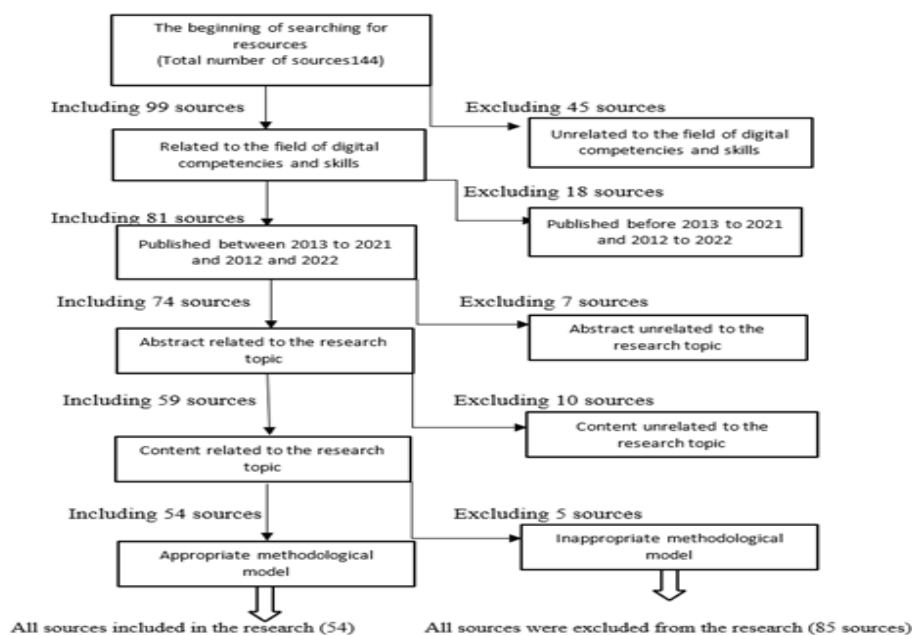 The beginning of searching for
resources
(Total number of sources144)
Including 99 sources
Excluding 45 sources
Related to the field of digital
competencies and skills
Unrelated to the field of digital
competencies and skills
Including 81 sources
Excluding 18 sources
Published between 2013 to 2021
and 2012 and 2022
Published before 2013 to 2021
and 2012 to 2022
Including 74 sources
Excluding 7 sources
Abstract related to the research
topic
Abstract unrelated to the
research topic
Including 59 sources
Excluding 10 sources
Content related to the research
topic
Content unrelated to the
research topic
Including 54 sources
Excluding 5 sources
Appropriate methodological
model
Inappropriate methodological
model
All sources included in the research (54)
All sources were excluded from the research (85 sources)